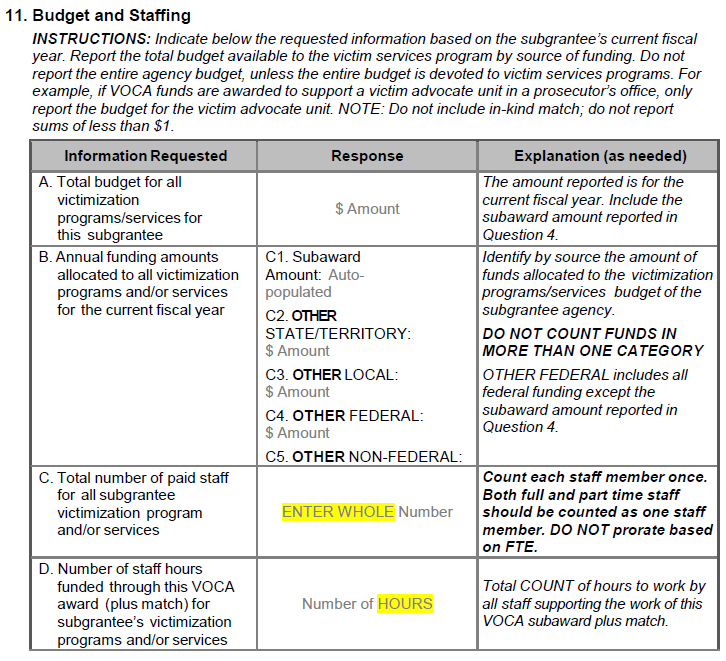 11. Budget and Staffing
INSTRUCTIONS: Indicate below the requested information based on the subgrantee's current fiscal
year. Report the total budget available to the victim services program by source of funding. Do not
report the entire agency budget, unless the entire budget is devoted to victim services programs. For
example, if VOCA funds are awarded to support a victim advocate unit in a prosecutor's office, only
report the budget for the victim advocate unit. NOTE: Do not include in-kind match; do not report
sums of less than $1.
Information Requested
Response
Explanation (as needed)
A. Total budget for all
victimization
programs/services for
this subgrantee
$ Amount
The amount reported is for the
current fiscal year. Include the
subaward amount reported in
Question 4.
B. Annual funding amounts
allocated to all victimization
programs and/or services
for the current fiscal year
C1. Subaward
Amount: Auto-
populated
C2. OTHER
STATE/TERRITORY:
$ Amount
C3. OTHER LOCAL:
$ Amount
C4. OTHER FEDERAL:
$ Amount
C5. OTHER NON-FEDERAL:
Identify by source the amount of
funds allocated to the victimization
programs/services budget of the
subgrantee agency.
DO NOT COUNT FUNDS IN
MORE THAN ONE CATEGORY
OTHER FEDERAL includes all
federal funding except the
subaward amount reported in
Question 4.
C. Total number of paid staff
for all subgrantee
victimization program
and/or services
ENTER WHOLE Number
Count each staff member once.
Both full and part time staff
should be counted as one staff
member. DO NOT prorate based
on FTE.
D. Number of staff hours
funded through this VOCA
award (plus match) for
subgrantee's victimization
programs and/or services
Number of HOURS
Total COUNT of hours to work by
all staff supporting the work of this
VOCA subaward plus match.